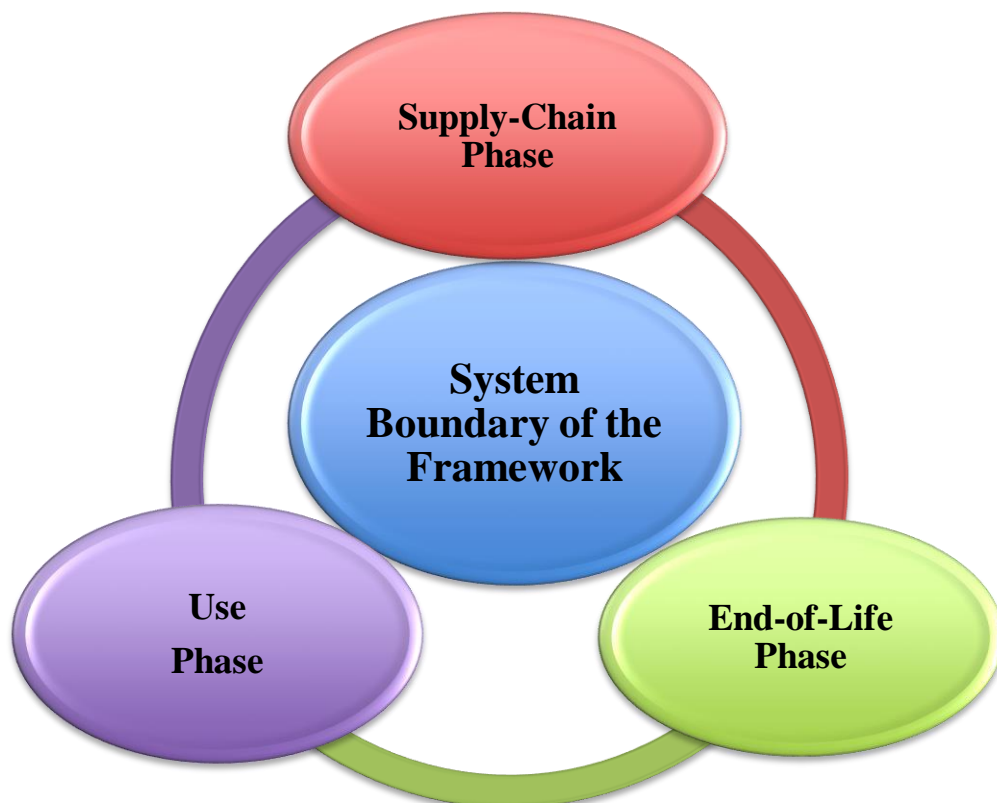 Supply-Chain
Phase
System
Boundary of the
Framework
Use
Phase
End-of-Life
Phase